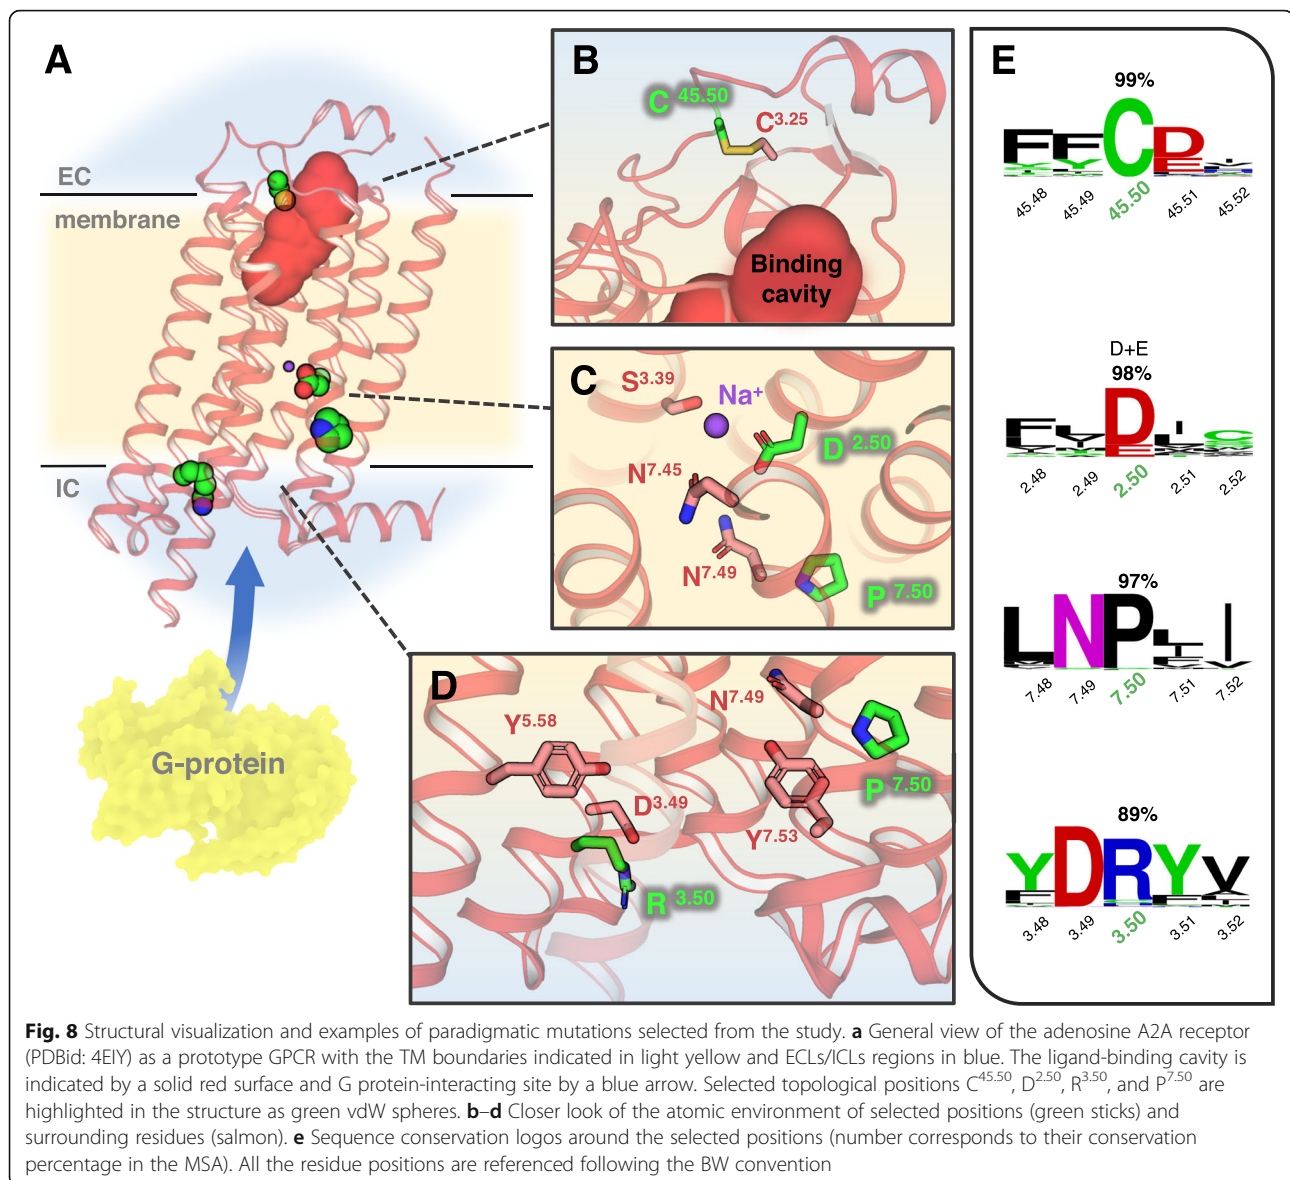 A
EC
membrane
IC
G-protein
B
C 45.50
C3.25
Binding
cavity
C
S3.39
Na+
D 2.50
N7.45
N7.49
P 7.50
D
N7.49
Y5.58
P 7.50
D3.49
Y7.53
R 3.50
E
99%
FFCD
E
45.48 45.49 45.50 45.51 45.52
D+E
98%
D
E
2.48 2.49 2.50 2.51 2.52
97%
LNP I
7.48 7.49 7.50 7.51 7.52
89%
YDRYV
3.48 3.49 3.50 3.51 3.52
Fig. 8 Structural visualization and examples of paradigmatic mutations selected from the study. a General view of the adenosine A2A receptor
(PDBid: 4EIY) as a prototype GPCR with the TM boundaries indicated in light yellow and ECLs/ICLs regions in blue. The ligand-binding cavity is
indicated by a solid red surface and G protein-interacting site by a blue arrow. Selected topological positions C45.50, D2.50, R3.50, and P7.50 are
highlighted in the structure as green vdW spheres. b–d Closer look of the atomic environment of selected positions (green sticks) and
surrounding residues (salmon). e Sequence conservation logos around the selected positions (number corresponds to their conservation
percentage in the MSA). All the residue positions are referenced following the BW convention